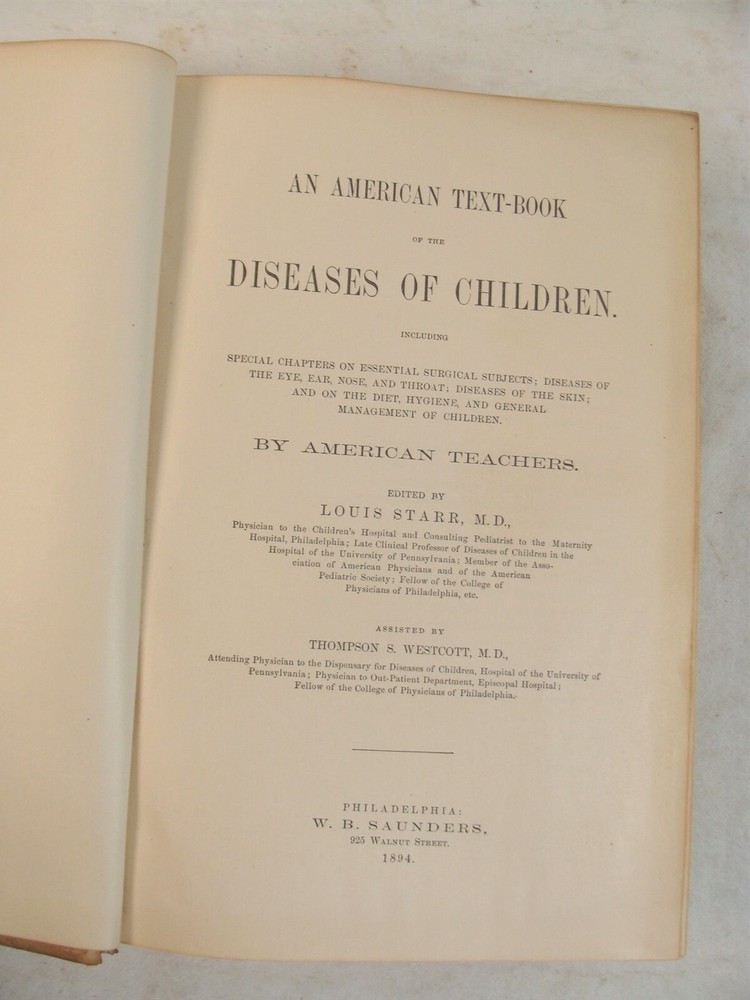 AN AMERICAN TEXT-BOOK
OF THE
DISEASES OF CHILDREN.
INCLUDING
SPECIAL CHAPTERS ON ESSENTIAL SURGICAL SUBJECTS; DISEASES OF
THE EYE, EAR, NOSE, AND THROAT; DISEASES OF THE SKIN;
AND ON THE DIET, HYGIENE, AND GENERAL
MANAGEMENT OF CHILDREN.
BY AMERICAN TEACHERS.
EDITED BY
LOUIS STARR, M.D.,
Physician to the Children's Hospital and Consulting Pediatrist to the Maternity
Hospital, Philadelphia; Late Clinical Professor of Diseases of Children in the
Hospital of the University of Pennsylvania; Member of the Asso-
ciation of American Physicians and of the American
Pediatric Society; Fellow of the College of
Physicians of Philadelphia, etc.
ASSISTED BY
THOMPSON S. WESTCOTT, M.D.,
Attending Physician to the Dispensary for Diseases of Children, Hospital of the University of
Pennsylvania; Physician to Out-Patient Department, Episcopal Hospital;
Fellow of the College of Physicians of Philadelphia.
PHILADELPHIA:
W. B. SAUNDERS,
925 WALNUT STREET.
1894.